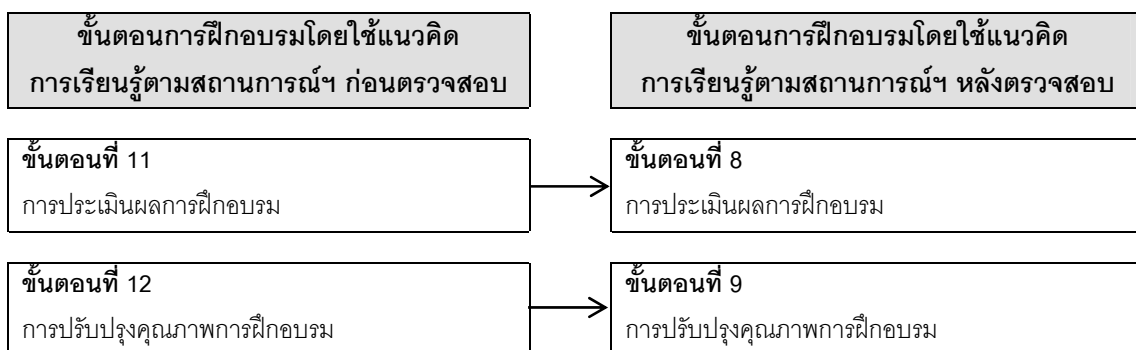 ขั้นตอนการฝึกอบรมโดยใช้แนวคิด
การเรียนรู้ตามสถานการณ์ฯ ก่อนตรวจสอบ
ขั้นตอนการฝึกอบรมโดยใช้แนวคิด
การเรียนรู้ตามสถานการณ์ฯ หลังตรวจสอบ
ขั้นตอนที่ 11
การประเมินผลการฝึกอบรม
ขั้นตอนที่ 8
การประเมินผลการฝึกอบรม
ขั้นตอนที่ 12
การปรับปรุงคุณภาพการฝึกอบรม
ขั้นตอนที่ 9
การปรับปรุงคุณภาพการฝึกอบรม